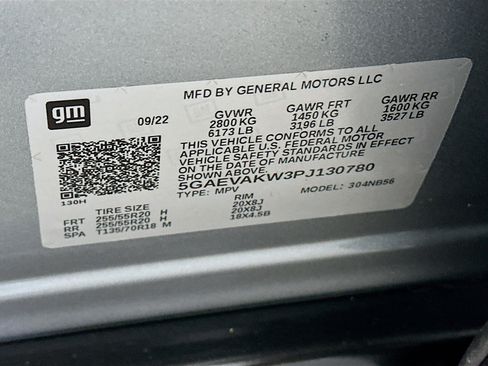 MFD BY GENERAL MOTORS LLC
gm
09/22
GVWR GAWR FRT GAWR RR
2800 KG 1450 KG 1600 KG
6173 LB 3196 LB 3527 LB
THIS VEHICLE CONFORMS TO ALL
APPLICABLE U.S. FEDERAL MOTOR
VEHICLE SAFETY STANDARDS IN EFFECT
ON THE DATE OF MANUFACTURE
SHOWN ABOVE.
5GAEVAKW3PJ130780
TYPE: MPV MODEL: 304NB56
130H
TIRE SIZE RIM
FRT 255/55R20 H 20X8J
RR 255/55R20 H 20X8J
SPA T135/70R18 M 18X4.5B